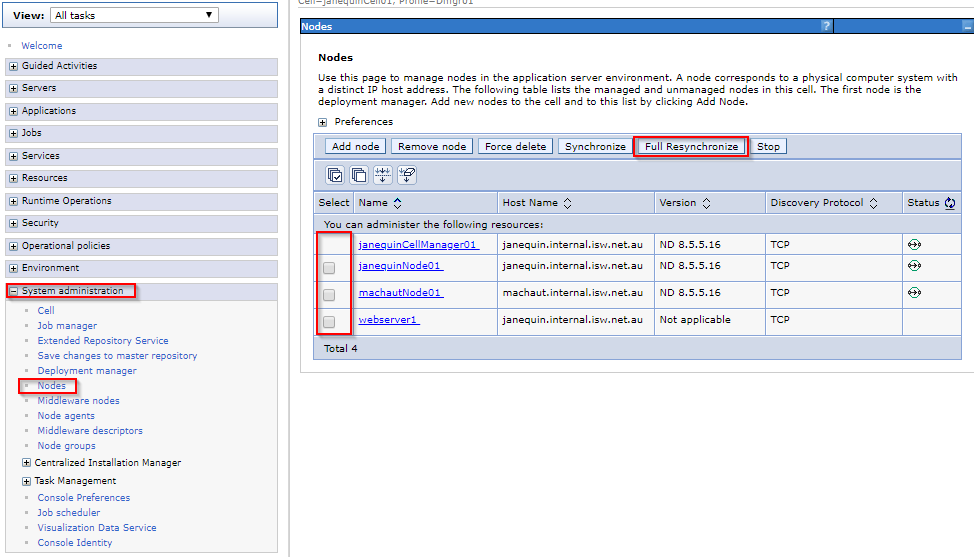 View: All tasks
Welcome
Guided Activities
Servers
Applications
Jobs
Services
Resources
Runtime Operations
Security
Operational policies
Environment
System administration
Cell
Job manager
Extended Repository Service
Save changes to master repository
Deployment manager
Nodes
Middleware nodes
Node agents
Middleware descriptors
Node groups
Centralized Installation Manager
Task Management
Console Preferences
Job scheduler
Visualization Data Service
Console Identity
Cell=janequinCell01, Profile=Dmgr01
Nodes ?
Nodes
Use this page to manage nodes in the application server environment. A node corresponds to a physical computer system with
a distinct IP host address. The following table lists the managed and unmanaged nodes in this cell. The first node is the
deployment manager. Add new nodes to the cell and to this list by clicking Add Node.
Preferences
Add node Remove node Force delete Synchronize Full Resynchronize Stop
Select Name Host Name Version Discovery Protocol Status
You can administer the following resources:
janequinCellManager01 janequin.internal.isw.net.au ND 8.5.5.16 TCP
janequinNode01 janequin.internal.isw.net.au ND 8.5.5.16 TCP
machautNode01 machaut.internal.isw.net.au ND 8.5.5.16 TCP
webserver1 janequin.internal.isw.net.au Not applicable TCP
Total 4